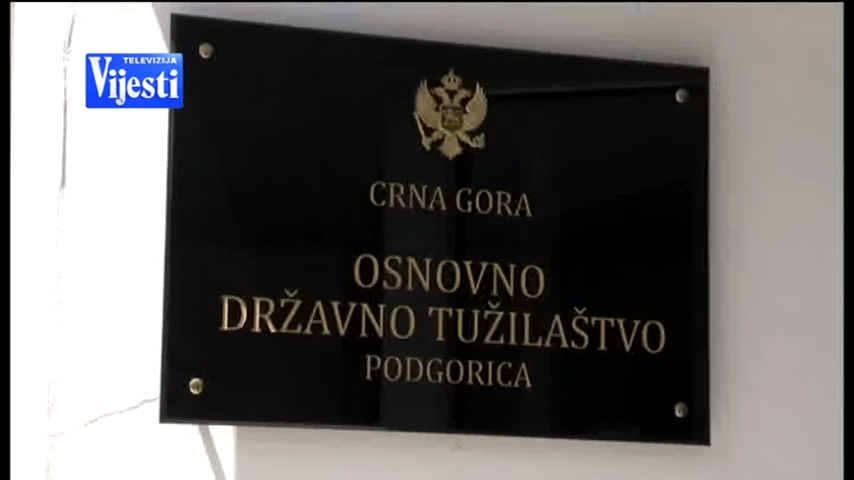 TELEVIZIJA
Vijesti
CRNA GORA
OSNOVNO
DRŽAVNO TUŽILAŠTVO
PODGORICA